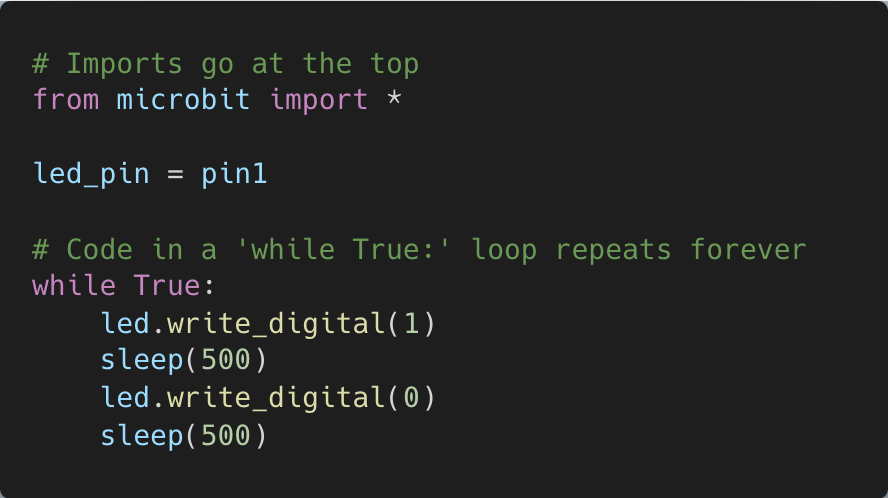 # Imports go at the top
from microbit import *
led_pin = pin1
# Code in a 'while True:' loop repeats forever
while True:
    led.write_digital(1)
    sleep(500)
    led.write_digital(0)
    sleep(500)